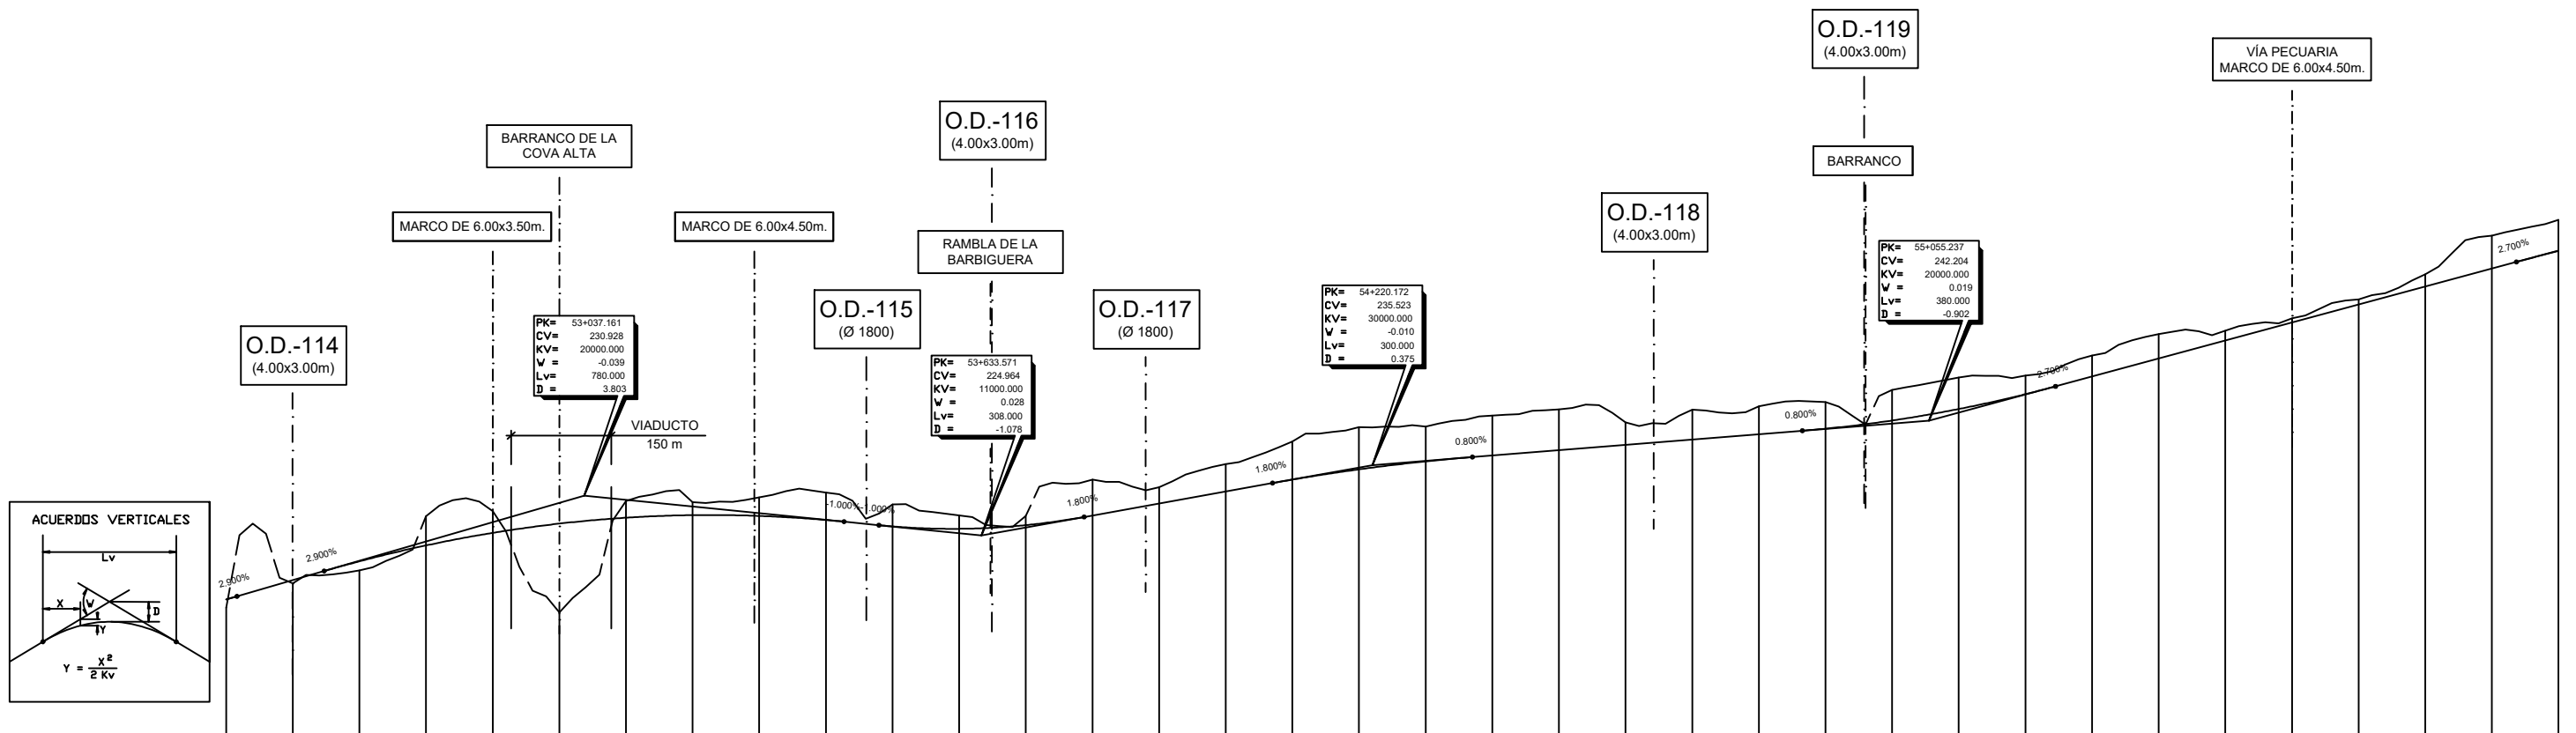 O.D.-119
(4.00x3.00m)
VÍA PECUARIA
MARCO DE 6.00x4.50m.
O.D.-116
(4.00x3.00m)
BARRANCO DE LA
COVA ALTA
BARRANCO
MARCO DE 6.00x3.50m.
MARCO DE 6.00x4.50m.
RAMBLA DE LA
BARBIGUERA
O.D.-118
(4.00x3.00m)
PK= 55+055.237
CV= 242.204
KV= 20000.000
W = 0.019
Lv= 380.000
D = -0.902
2.700%
O.D.-114
(4.00x3.00m)
PK= 53+037.161
CV= 230.928
KV= 20000.000
W = -0.039
Lv= 780.000
D = 3.803
O.D.-115
(Ø 1800)
PK= 53+633.571
CV= 224.964
KV= 11000.000
W = 0.028
Lv= 308.000
D = -1.078
O.D.-117
(Ø 1800)
PK= 54+220.172
CV= 235.523
KV= 30000.000
W = -0.010
Lv= 300.000
D = 0.375
VIADUCTO
150 m
2.900%
2.900%
-1.000%
-1.000%
1.800%
1.800%
0.800%
0.800%
2.700%
ACUERDOS VERTICALES
Lv
X
W
D
Y
Y = X²
2 Kv